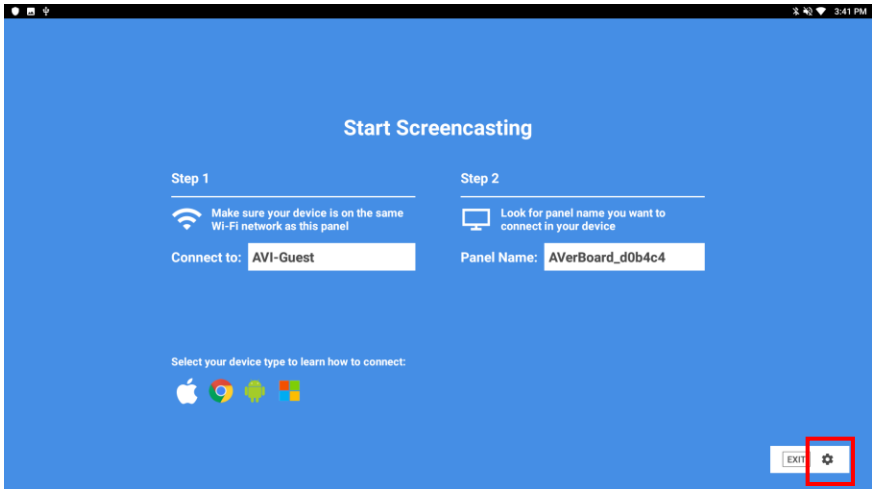 3:41 PM
Start Screencasting
Step 1
Make sure your device is on the same
Wi-Fi network as this panel
Connect to: AVI-Guest
Step 2
Look for panel name you want to
connect in your device
Panel Name: AVerBoard_d0b4c4
Select your device type to learn how to connect:
EXIT